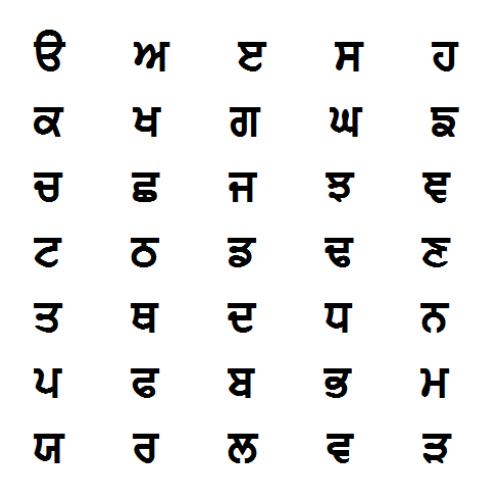 ੳ ਅ ੲ ਸ ਹ
ਕ ਖ ਗ ਘ ਙ
ਚ ਛ ਜ ਝ ਞ
ਟ ਠ ਡ ਢ ਣ
ਤ ਥ ਦ ਧ ਨ
ਪ ਫ ਬ ਭ ਮ
ਯ ਰ ਲ ਵ ੜ